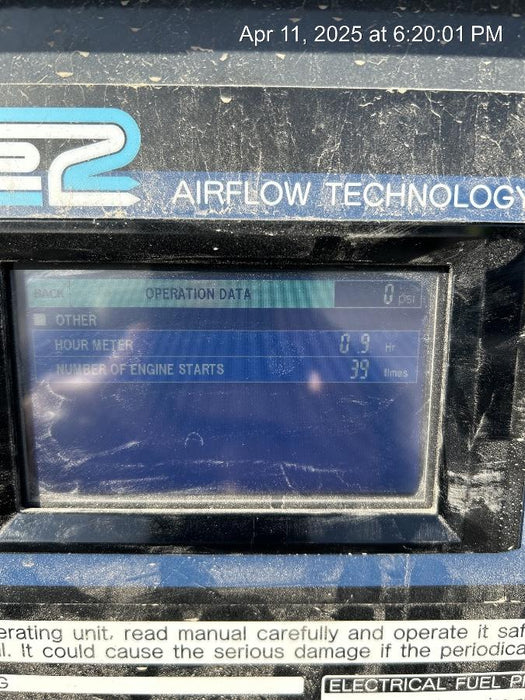 Apr 11, 2025 at 6:20:01 PM
AIRFLOW TECHNOLOGY
BACK OPERATION DATA 0 psi
OTHER
HOUR METER 0.9 Hr
NUMBER OF ENGINE STARTS 39 times
erating unit, read manual carefully and operate it saf
l. It could cause the serious damage if the periodica
G ELECTRICAL FUEL P